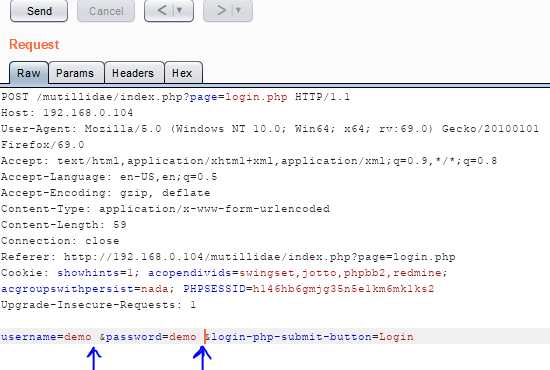 Send Cancel < >
Request
Raw Params Headers Hex
POST /mutillidae/index.php?page=login.php HTTP/1.1
Host: 192.168.0.104
User-Agent: Mozilla/5.0 (Windows NT 10.0; Win64; x64; rv:69.0) Gecko/20100101
Firefox/69.0
Accept: text/html,application/xhtml+xml,application/xml;q=0.9,*/*;q=0.8
Accept-Language: en-US,en;q=0.5
Accept-Encoding: gzip, deflate
Content-Type: application/x-www-form-urlencoded
Content-Length: 59
Connection: close
Referer: http://192.168.0.104/mutillidae/index.php?page=login.php
Cookie: showhints=1; acopendivids=swingset,jotto,phpbb2,redmine;
acgroupswithpersist=nada; PHPSESSID=h146hb6gmjg35n5e1km6mk1ks2
Upgrade-Insecure-Requests: 1
username=demo &password=demo &login-php-submit-button=Login